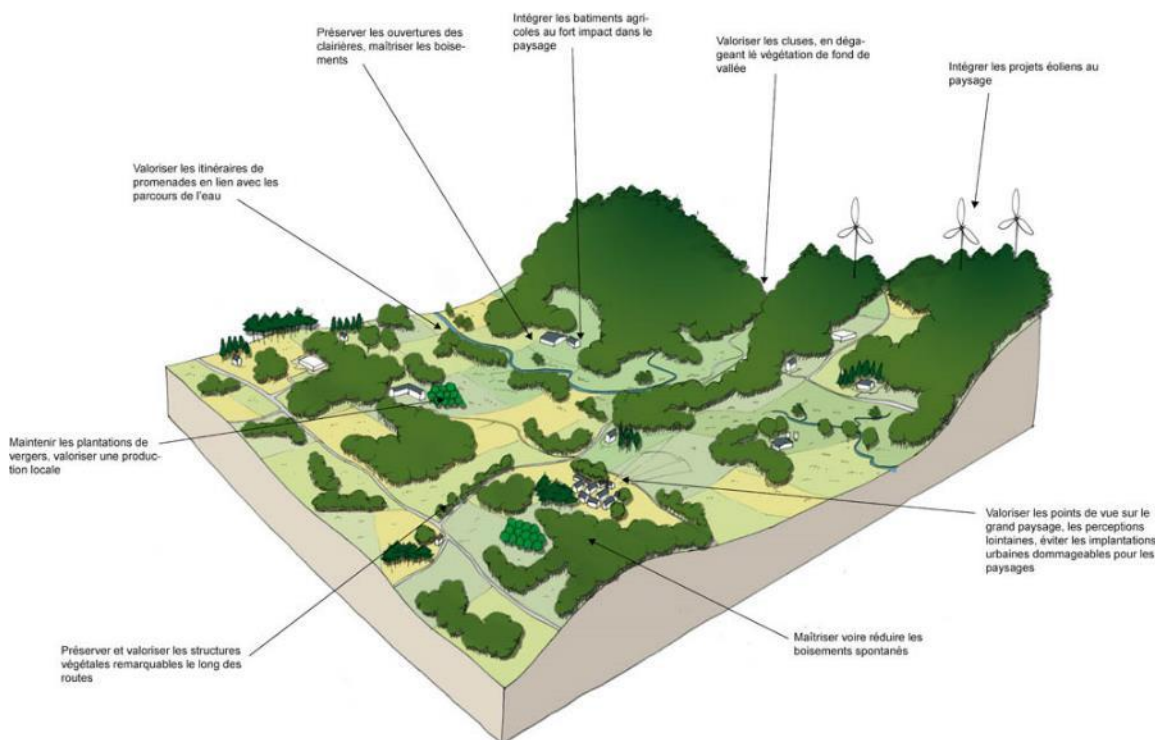 Préserver les ouvertures des
clairières, maîtriser les boise-
ments
Intégrer les batiments agri-
coles au fort impact dans le
paysage
Valoriser les cluses, en déga-
geant le végétation de fond de
vallée
Intégrer les projets éoliens au
paysage
Valoriser les itinéraires de
promenades en lien avec les
parcours de l'eau
Maintenir les plantations de
vergers, valoriser une produc-
tion locale
Valoriser les points de vue sur le
grand paysage, les perceptions
lointaines, éviter les implantations
urbaines dommageables pour les
paysages
Préserver et valoriser les structures
végétales remarquables le long des
routes
Maîtriser voire réduire les
boisements spontanés